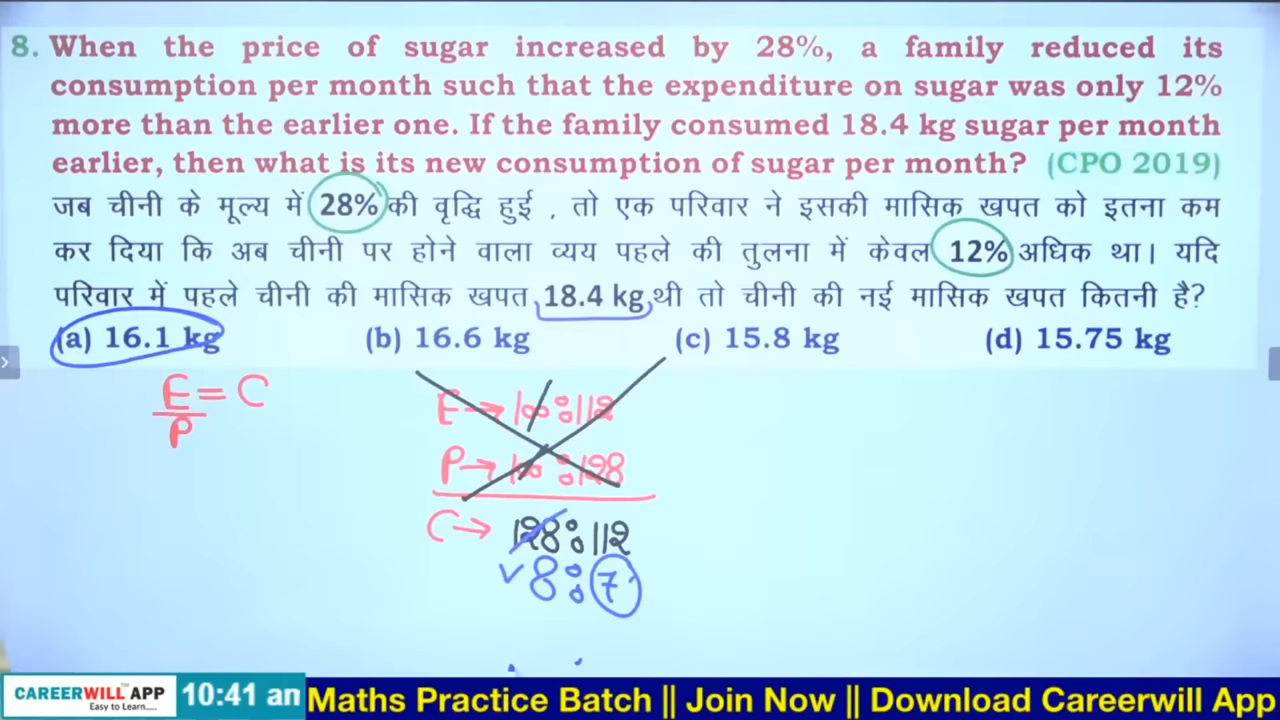 8. When the price of sugar increased by 28%, a family reduced its
consumption per month such that the expenditure on sugar was only 12%
more than the earlier one. If the family consumed 18.4 kg sugar per month
earlier, then what is its new consumption of sugar per month? (CPO 2019)
जब चीनी के मूल्य में 28% की वृद्धि हुई , तो एक परिवार ने इसकी मासिक खपत को इतना कम
कर दिया कि अब चीनी पर होने वाला व्यय पहले की तुलना में केवल 12% अधिक था। यदि
परिवार में पहले चीनी की मासिक खपत 18.4 kg थी तो चीनी की नई मासिक खपत कितनी है?
(a) 16.1 kg (b) 16.6 kg (c) 15.8 kg (d) 15.75 kg
E/P = C
E → 100 : 112
P → 100 : 128
C → 128 : 112
8 : 7
CAREERWILL APP
Easy to Learn.....
10:41 am
Maths Practice Batch || Join Now || Download Careerwill App